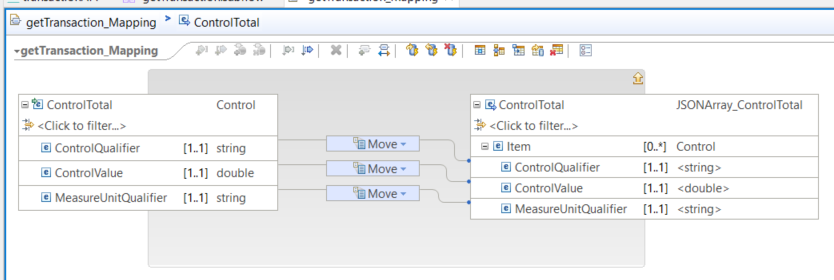 getTransaction_Mapping > ControlTotal
getTransaction_Mapping
ControlTotal Control
<Click to filter...>
ControlQualifier [1..1] string
ControlValue [1..1] double
MeasureUnitQualifier [1..1] string
Move
Move
Move
ControlTotal JSONArray_ControlTotal
<Click to filter...>
Item [0..*] Control
ControlQualifier [1..1] <string>
ControlValue [1..1] <double>
MeasureUnitQualifier [1..1] <string>